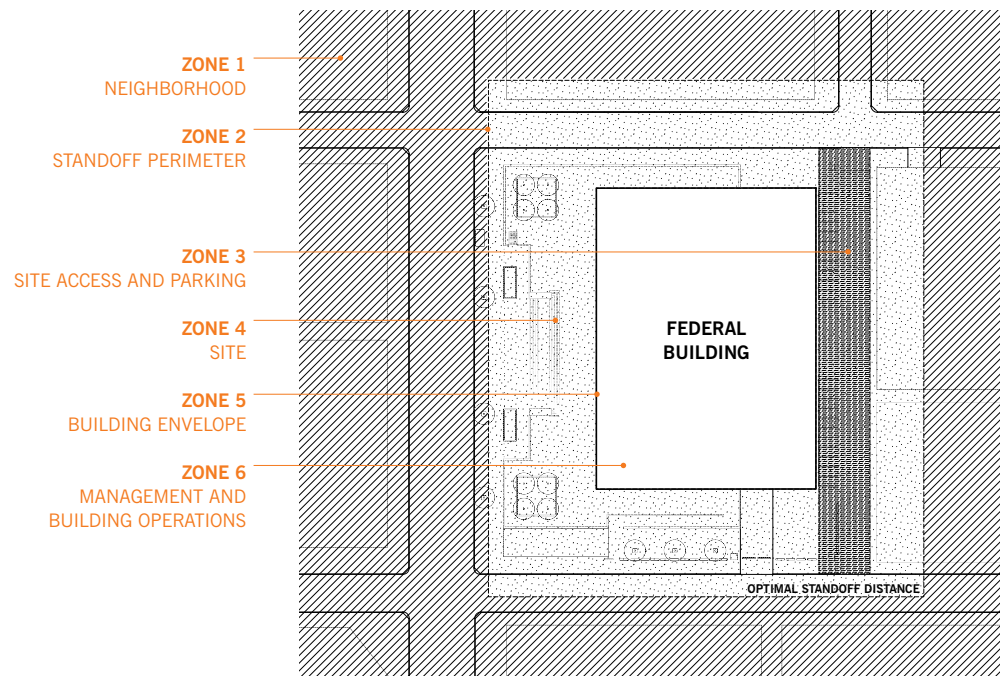 ZONE 1
NEIGHBORHOOD
ZONE 2
STANDOFF PERIMETER
ZONE 3
SITE ACCESS AND PARKING
ZONE 4
SITE
ZONE 5
BUILDING ENVELOPE
ZONE 6
MANAGEMENT AND
BUILDING OPERATIONS
FEDERAL
BUILDING
OPTIMAL STANDOFF DISTANCE